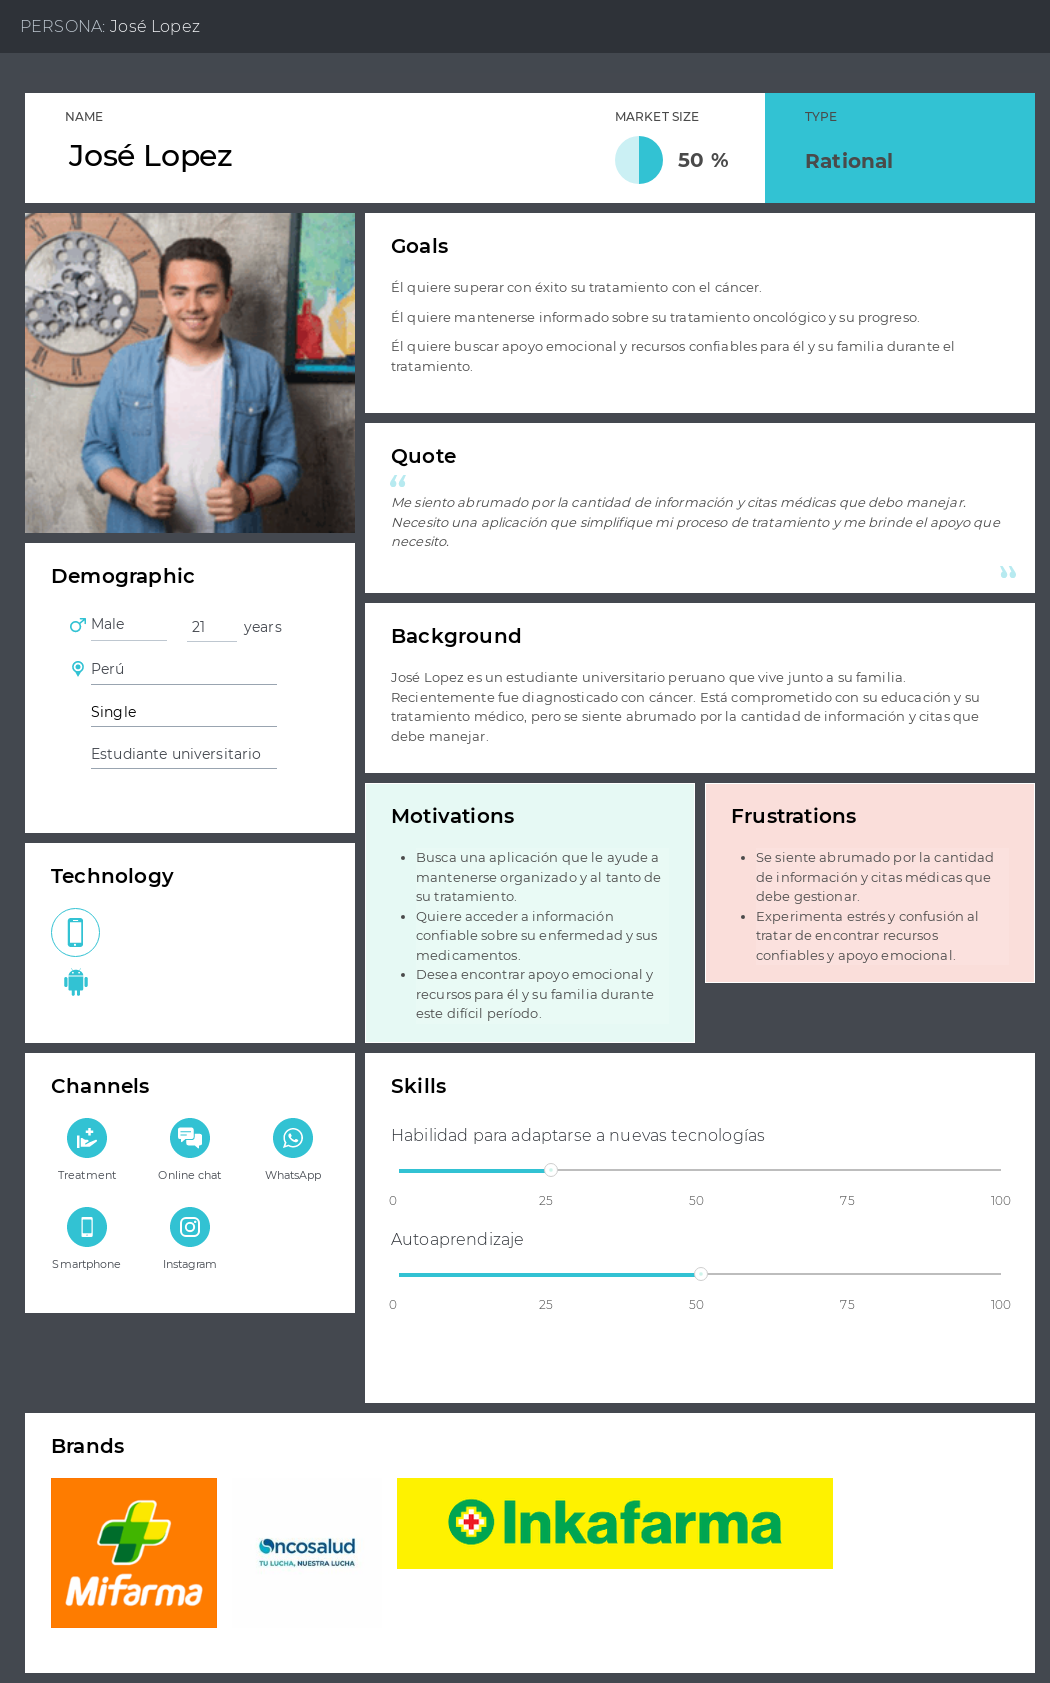 PERSONA: José Lopez
NAME
José Lopez
MARKET SIZE
50 %
TYPE
Rational
Goals
Él quiere superar con éxito su tratamiento con el cáncer.
Él quiere mantenerse informado sobre su tratamiento oncológico y su progreso.
Él quiere buscar apoyo emocional y recursos confiables para él y su familia durante el
tratamiento.
Quote
“
Me siento abrumado por la cantidad de información y citas médicas que debo manejar.
Necesito una aplicación que simplifique mi proceso de tratamiento y me brinde el apoyo que
necesito.
”
Demographic
Male 21 years
Perú
Single
Estudiante universitario
Background
José Lopez es un estudiante universitario peruano que vive junto a su familia.
Recientemente fue diagnosticado con cáncer. Está comprometido con su educación y su
tratamiento médico, pero se siente abrumado por la cantidad de información y citas que
debe manejar.
Motivations
• Busca una aplicación que le ayude a
mantenerse organizado y al tanto de
su tratamiento.
• Quiere acceder a información
confiable sobre su enfermedad y sus
medicamentos.
• Desea encontrar apoyo emocional y
recursos para él y su familia durante
este difícil período.
Frustrations
• Se siente abrumado por la cantidad
de información y citas médicas que
debe gestionar.
• Experimenta estrés y confusión al
tratar de encontrar recursos
confiables y apoyo emocional.
Technology
Channels
Treatment Online chat WhatsApp
Smartphone Instagram
Skills
Habilidad para adaptarse a nuevas tecnologías
0 25 50 75 100
Autoaprendizaje
0 25 50 75 100
Brands
Mifarma
Oncosalud
TU LUCHA, NUESTRA LUCHA
Inkafarma